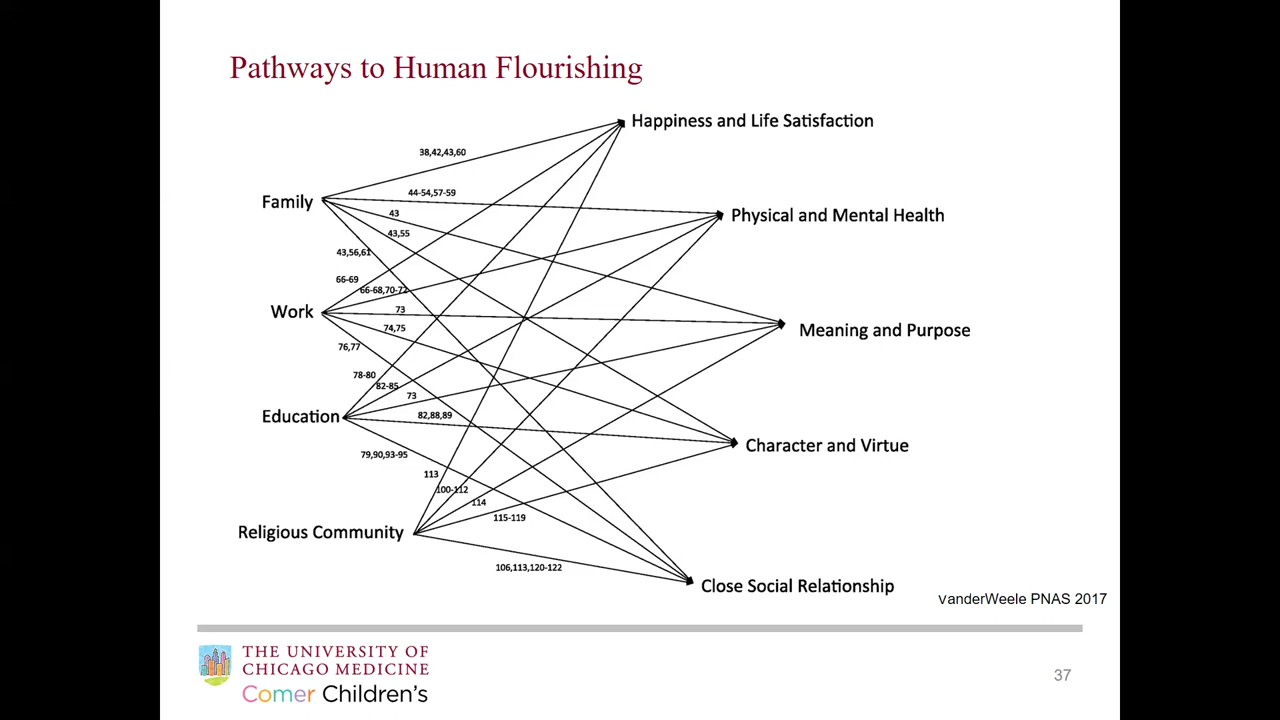 Pathways to Human Flourishing
Happiness and Life Satisfaction
38,42,43,60
Family
44-54,57-59
43
Physical and Mental Health
43,55
43,56,61
66-69
66-68,70-72
Work
73
74,75
Meaning and Purpose
76,77
78-80
82-85
73
Education
82,88,89
Character and Virtue
79,90,93-95
113
100-112
114
115-119
Religious Community
106,113,120-122
Close Social Relationship
vanderWeele PNAS 2017
THE UNIVERSITY OF
CHICAGO MEDICINE
Comer Children's
37